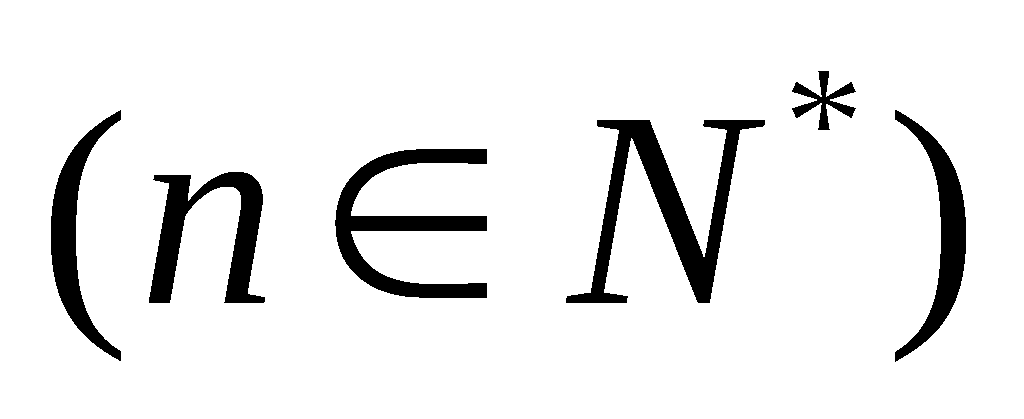 (n ∈ N*)